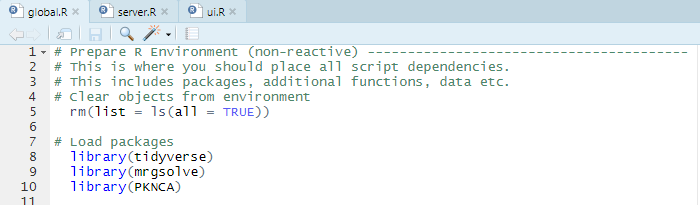 global.R server.R ui.R
1 # Prepare R Environment (non-reactive) ----------------------------------------
2 # This is where you should place all script dependencies.
3 # This includes packages, additional functions, data etc.
4 # Clear objects from environment
5 rm(list = ls(all = TRUE))
6
7 # Load packages
8 library(tidyverse)
9 library(mrgsolve)
10 library(PKNCA)
11